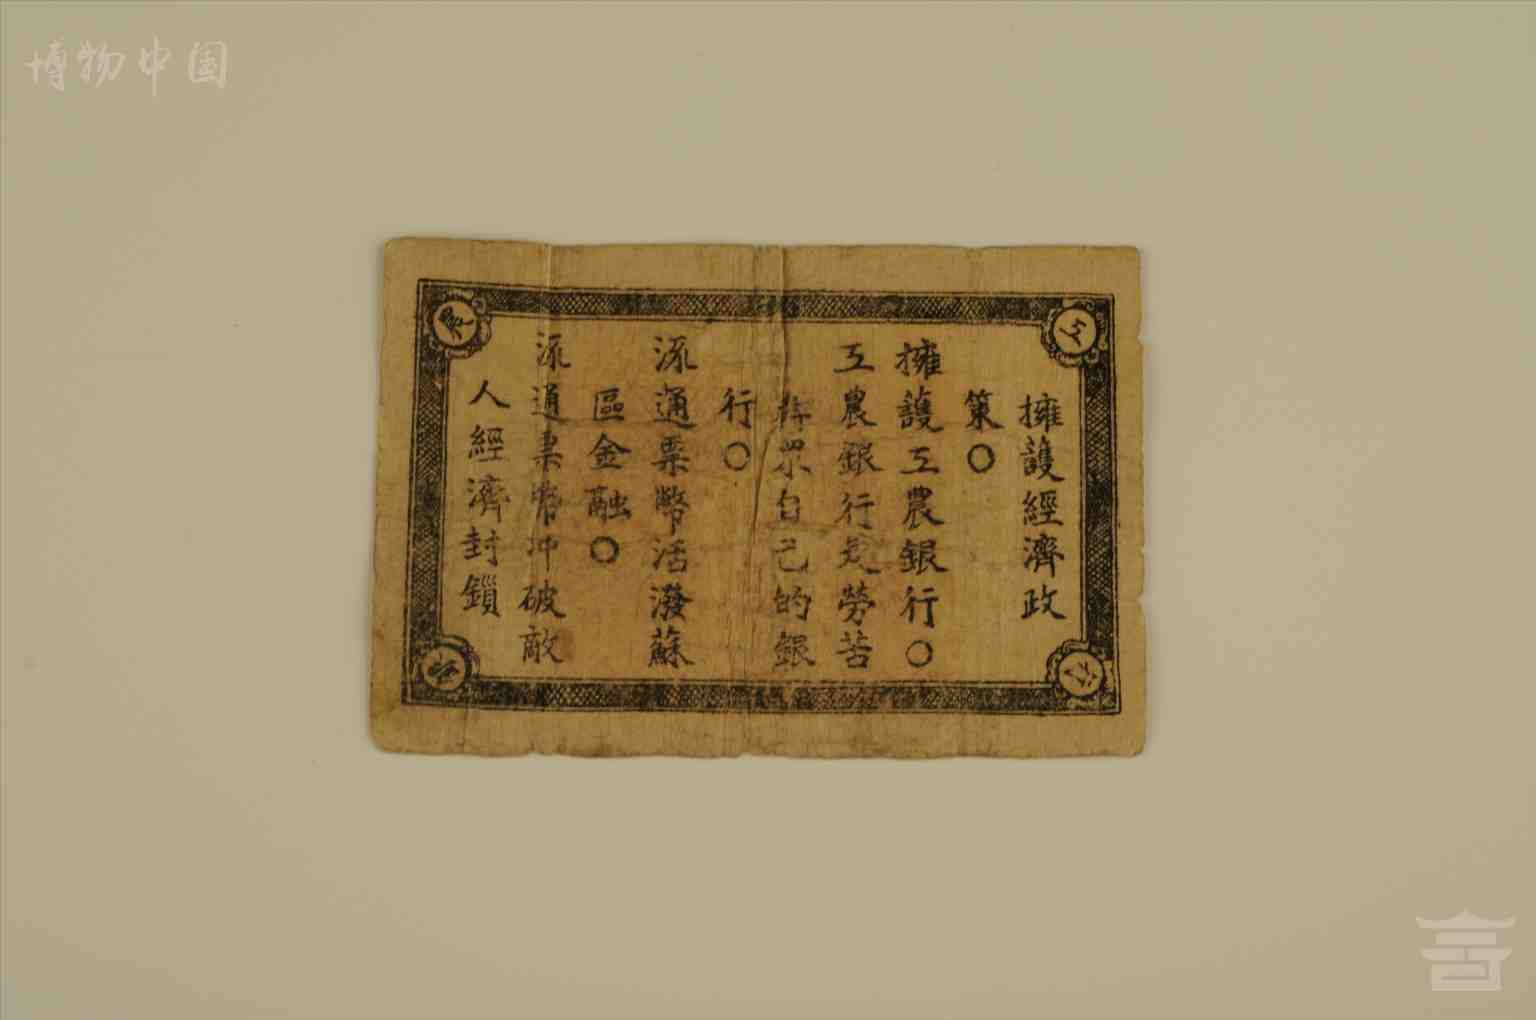 博物中国
擁護經濟政
策○
擁護工農銀行○
工農銀行是勞苦
群眾自己的銀
行○
流通票幣活潑蘇
區金融○
流通票幣冲破敵
人經濟封鎖